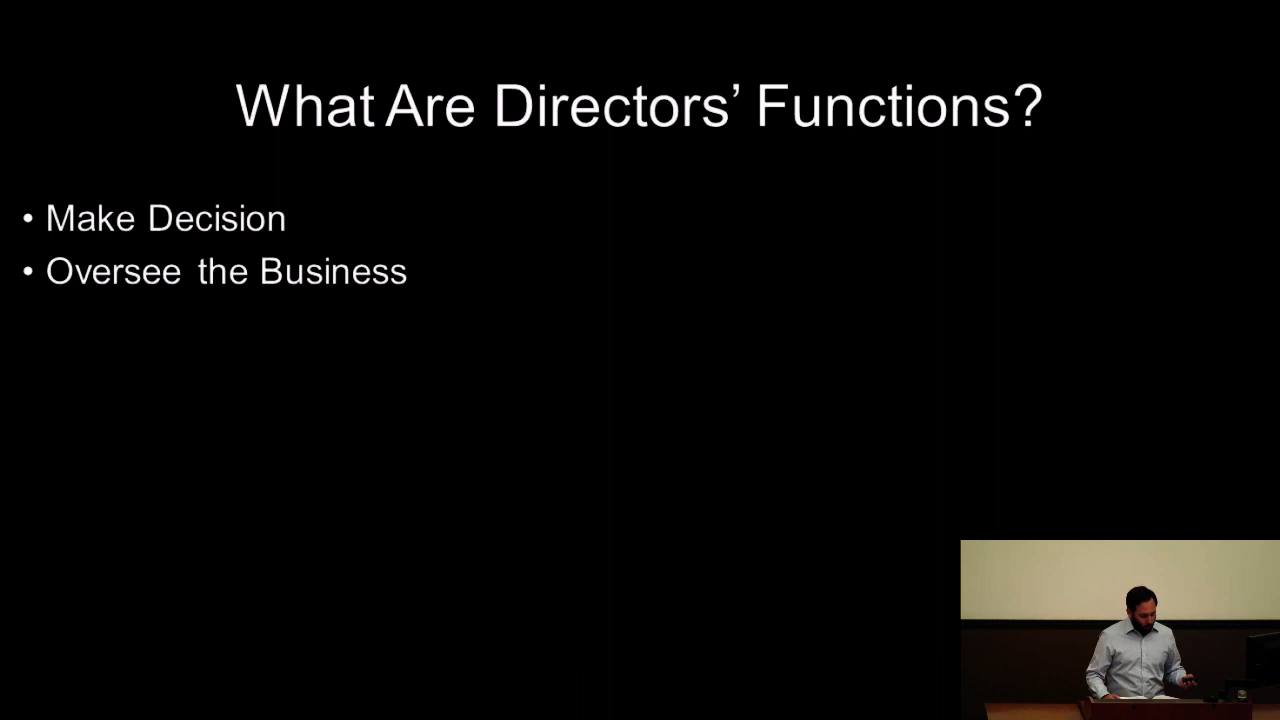 What Are Directors’ Functions?
• Make Decision
• Oversee the Business